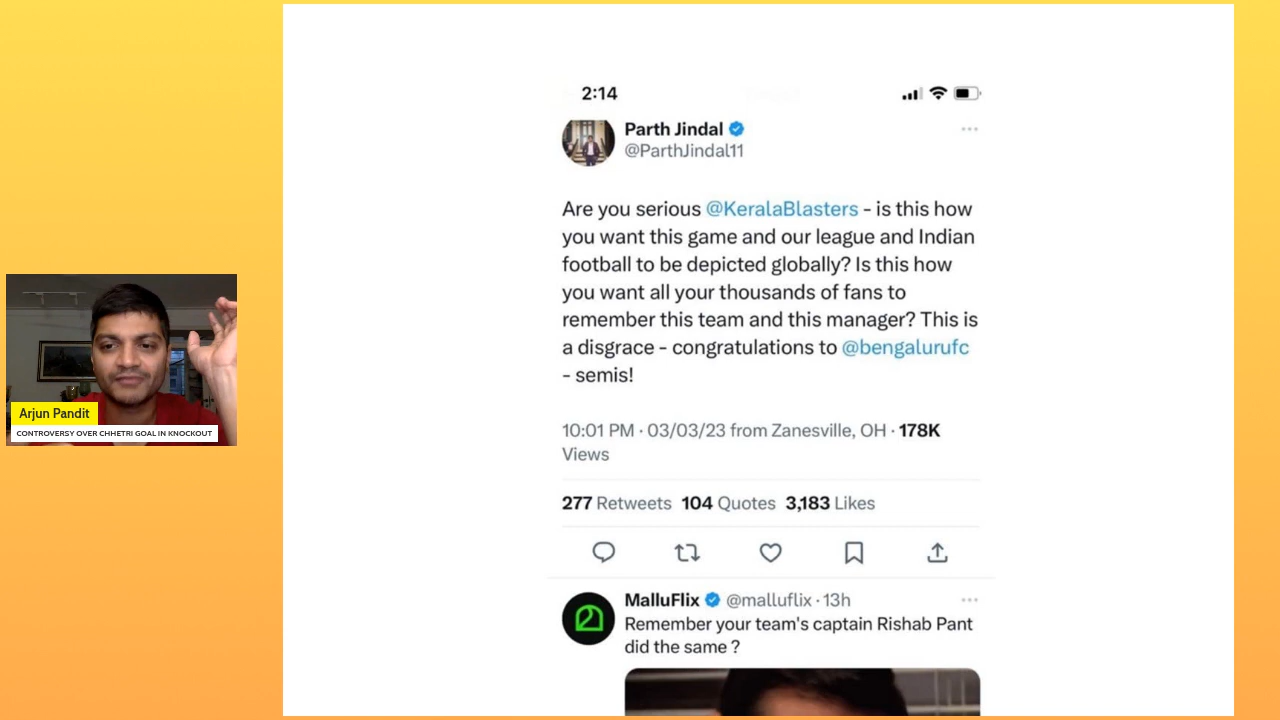 2:14
Parth Jindal
@ParthJindal11
Are you serious @KeralaBlasters - is this how
you want this game and our league and Indian
football to be depicted globally? Is this how
you want all your thousands of fans to
remember this team and this manager? This is
a disgrace - congratulations to @bengalurufc
- semis!
10:01 PM · 03/03/23 from Zanesville, OH · 178K
Views
277 Retweets 104 Quotes 3,183 Likes
MalluFlix @malluflix · 13h
Remember your team's captain Rishab Pant
did the same ?
Arjun Pandit
CONTROVERSY OVER CHHETRI GOAL IN KNOCKOUT